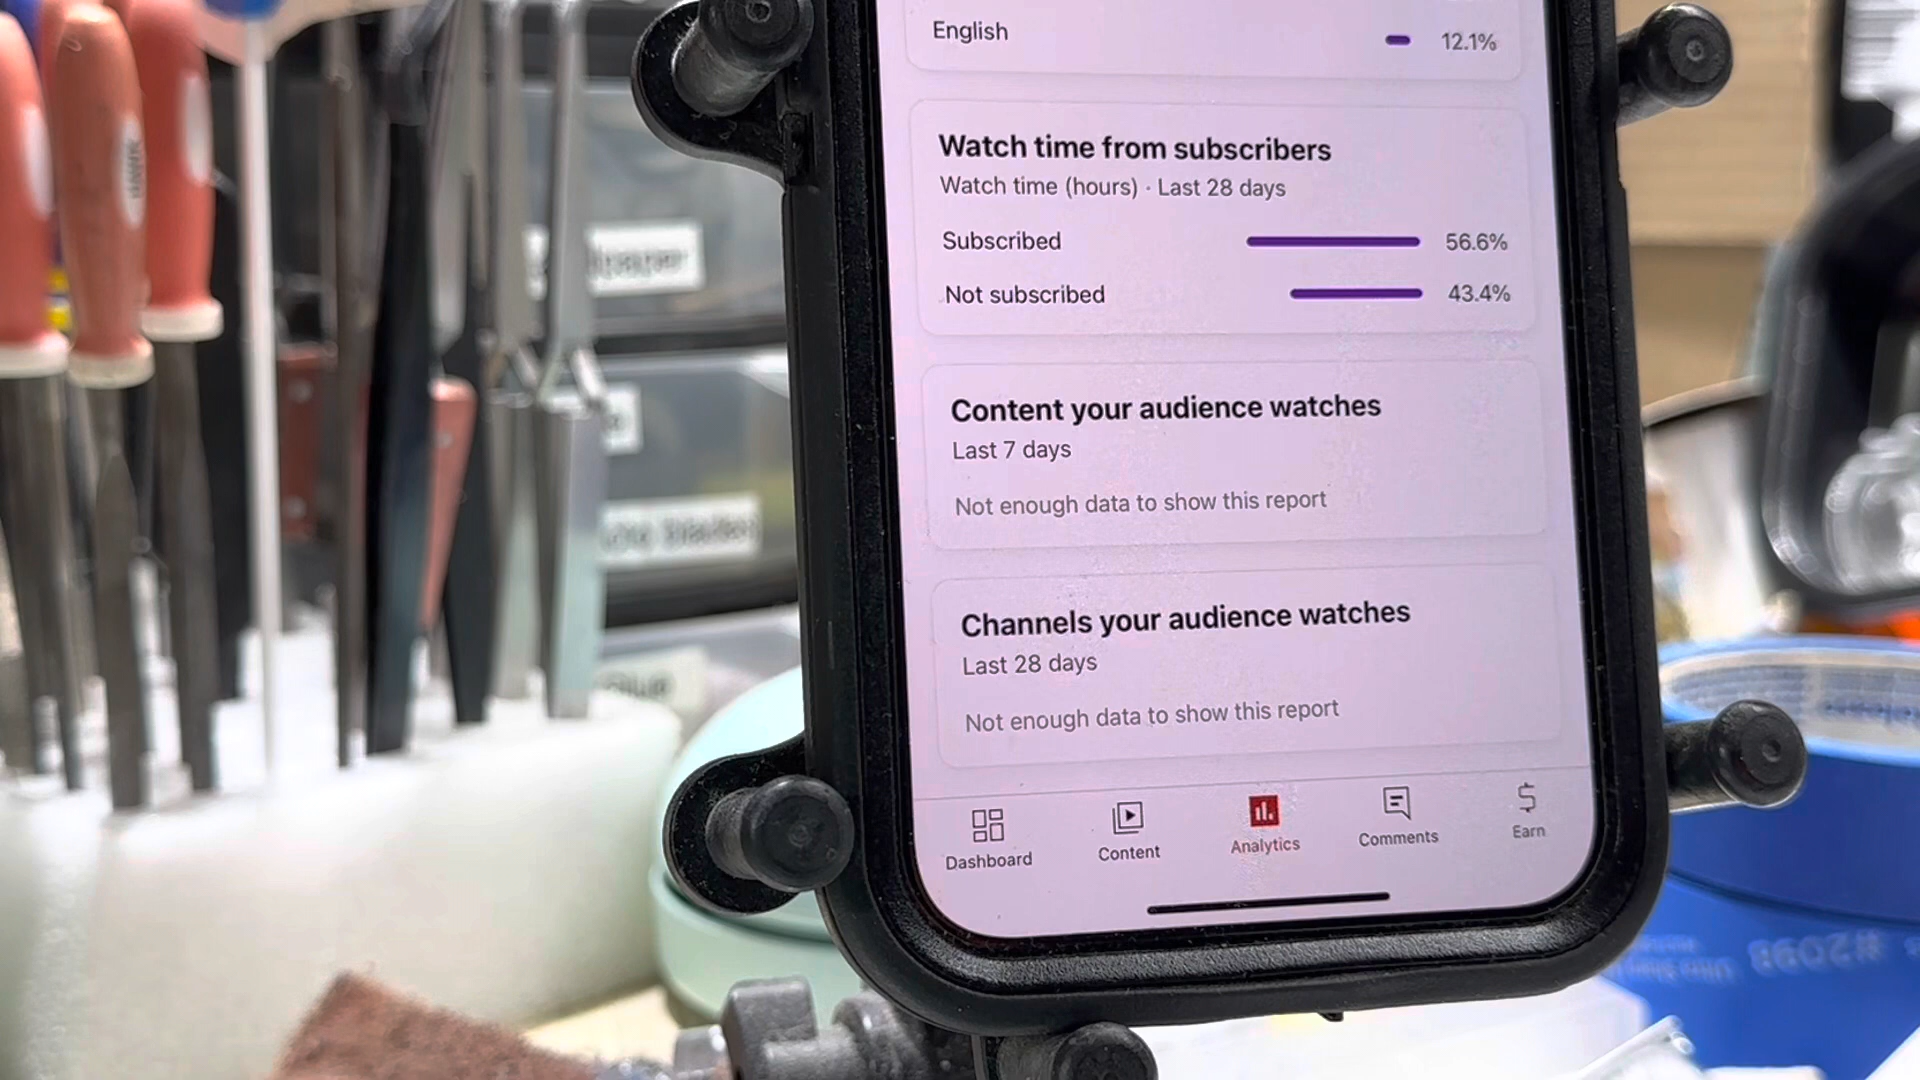 English 12.1%
Watch time from subscribers
Watch time (hours) · Last 28 days
Subscribed 56.6%
Not subscribed 43.4%
Content your audience watches
Last 7 days
Not enough data to show this report
Channels your audience watches
Last 28 days
Not enough data to show this report
Dashboard Content Analytics Comments Earn
#2098